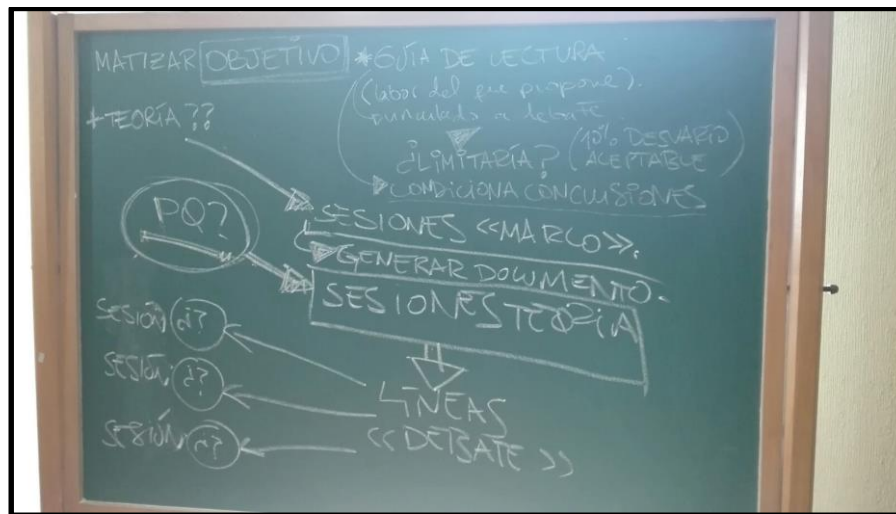 MATIZAR OBJETIVO
+ TEORÍA ??
PQ?
SESIÓN ¿?
SESIÓN ¿?
SESIÓN ¿?
* GUÍA DE LECTURA
(labor del que propone).
a debate
¿LIMITARÍA? (10% DESVARÍO
ACEPTABLE)
CONDICIONA CONCLUSIONES
SESIONES «MARCO».
GENERAR DOCUMENTO.
SESIONES TEORÍA
LÍNEAS
«DEBATE»